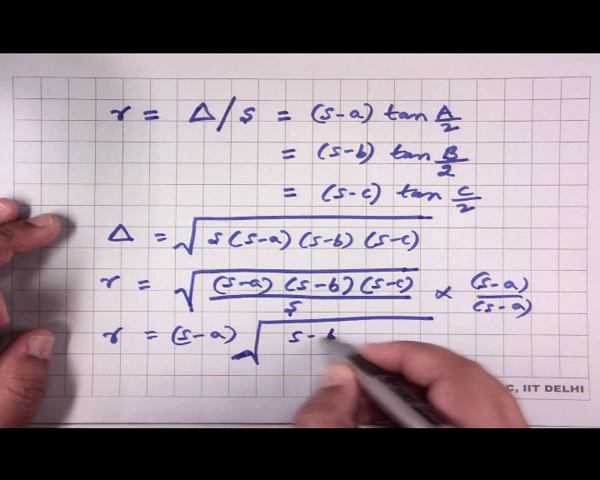 r = Δ/s = (s-a) tan A/2
= (s-b) tan B/2
= (s-c) tan C/2
Δ = √s(s-a)(s-b)(s-c)
r = √(s-a)(s-b)(s-c)/s × (s-a)/(s-a)
r = (s-a) √s-b
C, IIT DELHI